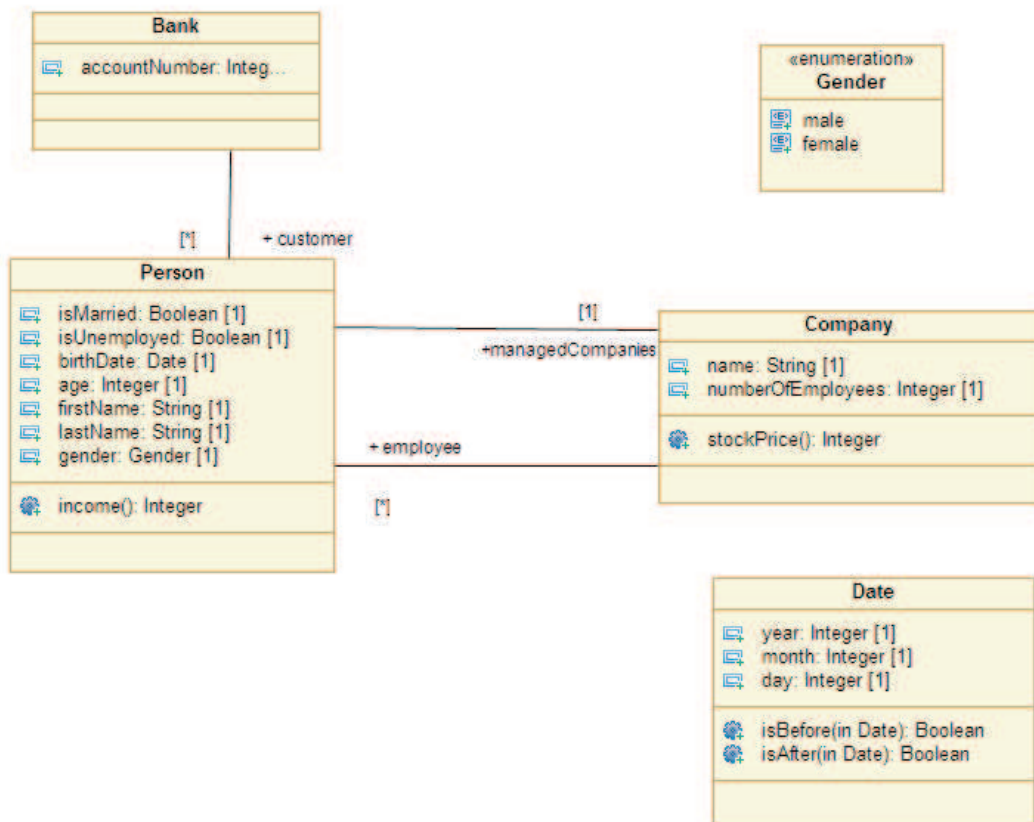 Bank
accountNumber: Integ...
«enumeration»
Gender
male
female
[*]
+ customer
Person
isMarried: Boolean [1]
isUnemployed: Boolean [1]
birthDate: Date [1]
age: Integer [1]
firstName: String [1]
lastName: String [1]
gender: Gender [1]
income(): Integer
[1]
+managedCompanies
+ employee
[*]
Company
name: String [1]
numberOfEmployees: Integer [1]
stockPrice(): Integer
Date
year: Integer [1]
month: Integer [1]
day: Integer [1]
isBefore(in Date): Boolean
isAfter(in Date): Boolean